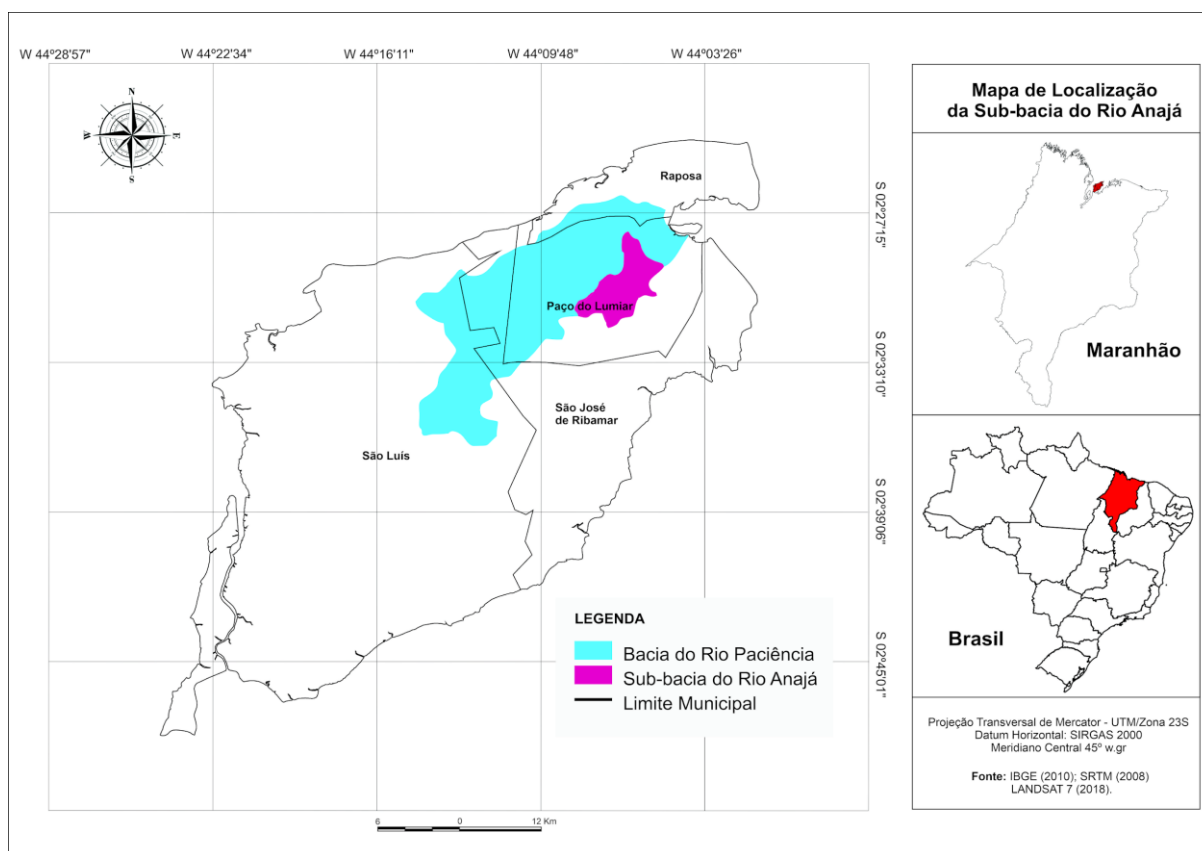 W 44º28'57"
W 44º22'34"
W 44º16'11"
W 44º09'48"
W 44º03'26"
N
W
E
S
Raposa
S 02º27'15"
Paço do Lumiar
S 02º33'10"
São José
de Ribamar
São Luís
S 02º39'06"
S 02º45'01"
LEGENDA
Bacia do Rio Paciência
Sub-bacia do Rio Anajá
Limite Municipal
6 0 12 Km
Mapa de Localização
da Sub-bacia do Rio Anajá
Maranhão
Brasil
Projeção Transversal de Mercator - UTM/Zona 23S
Datum Horizontal: SIRGAS 2000
Meridiano Central 45º w.gr
Fonte: IBGE (2010); SRTM (2008)
LANDSAT 7 (2018).